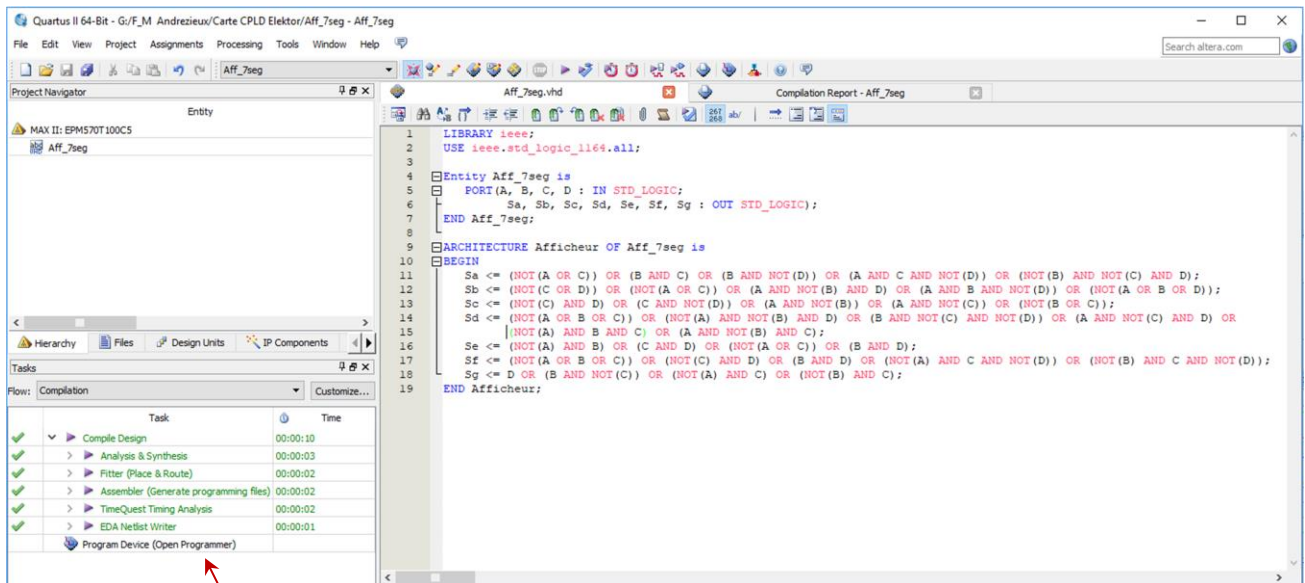 Quartus II 64-Bit - G:/F_M Andrezieux/Carte CPLD Elektor/Aff_7seg - Aff_7seg
File Edit View Project Assignments Processing Tools Window Help
Search altera.com
Aff_7seg
Project Navigator
Entity
MAX II: EPM570T100C5
Aff_7seg
Hierarchy Files Design Units IP Components
Tasks
Flow: Compilation Customize...
Task Time
Compile Design 00:00:10
Analysis & Synthesis 00:00:03
Fitter (Place & Route) 00:00:02
Assembler (Generate programming files) 00:00:02
TimeQuest Timing Analysis 00:00:02
EDA Netlist Writer 00:00:01
Program Device (Open Programmer)
Aff_7seg.vhd Compilation Report - Aff_7seg
267 268 ab/
1 LIBRARY ieee;
2 USE ieee.std_logic_1164.all;
3
4 Entity Aff_7seg is
5 PORT(A, B, C, D : IN STD_LOGIC;
6 Sa, Sb, Sc, Sd, Se, Sf, Sg : OUT STD_LOGIC);
7 END Aff_7seg;
8
9 ARCHITECTURE Afficheur OF Aff_7seg is
10 BEGIN
11 Sa <= (NOT(A OR C)) OR (B AND C) OR (B AND NOT(D)) OR (A AND C AND NOT(D)) OR (NOT(B) AND NOT(C) AND D);
12 Sb <= (NOT(C OR D)) OR (NOT(A OR C)) OR (A AND NOT(B) AND D) OR (A AND B AND NOT(D)) OR (NOT(A OR B OR D));
13 Sc <= (NOT(C) AND D) OR (C AND NOT(D)) OR (A AND NOT(B)) OR (A AND NOT(C)) OR (NOT(B OR C));
14 Sd <= (NOT(A OR B OR C)) OR (NOT(A) AND NOT(B) AND D) OR (B AND NOT(C) AND NOT(D)) OR (A AND NOT(C) AND D) OR
15 (NOT(A) AND B AND C) OR (A AND NOT(B) AND C);
16 Se <= (NOT(A) AND B) OR (C AND D) OR (NOT(A OR C)) OR (B AND D);
17 Sf <= (NOT(A OR B OR C)) OR (NOT(C) AND D) OR (B AND D) OR (NOT(A) AND C AND NOT(D)) OR (NOT(B) AND C AND NOT(D));
18 Sg <= D OR (B AND NOT(C)) OR (NOT(A) AND C) OR (NOT(B) AND C);
19 END Afficheur;